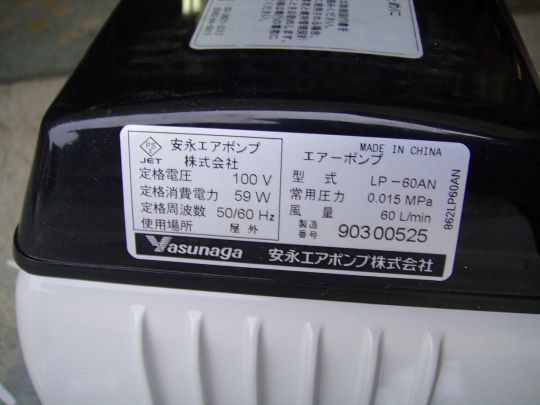 PS
E
JET
安永エアポンプ
株式会社
定格電圧 100 V
定格消費電力 59 W
定格周波数 50/60 Hz
使用場所 屋外
MADE IN CHINA
エアーポンプ
型式 LP-60AN
常用圧力 0.015 MPa
風量 60 L/min
製造番号 90300525
862LP60AN
Yasunaga 安永エアポンプ株式会社